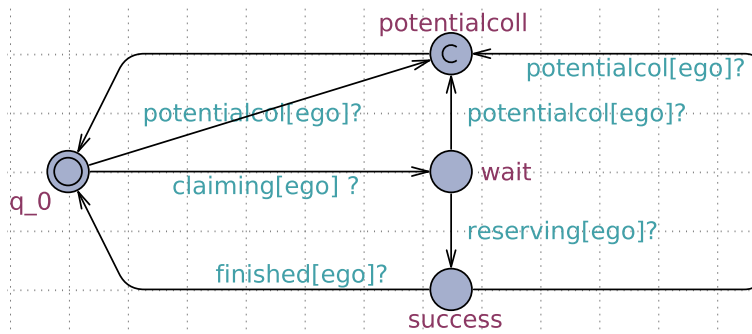 potentialcoll
C
potentialcol[ego]?
potentialcol[ego]?
potentialcol[ego]?
wait
claiming[ego] ?
q_0
reserving[ego]?
finished[ego]?
success